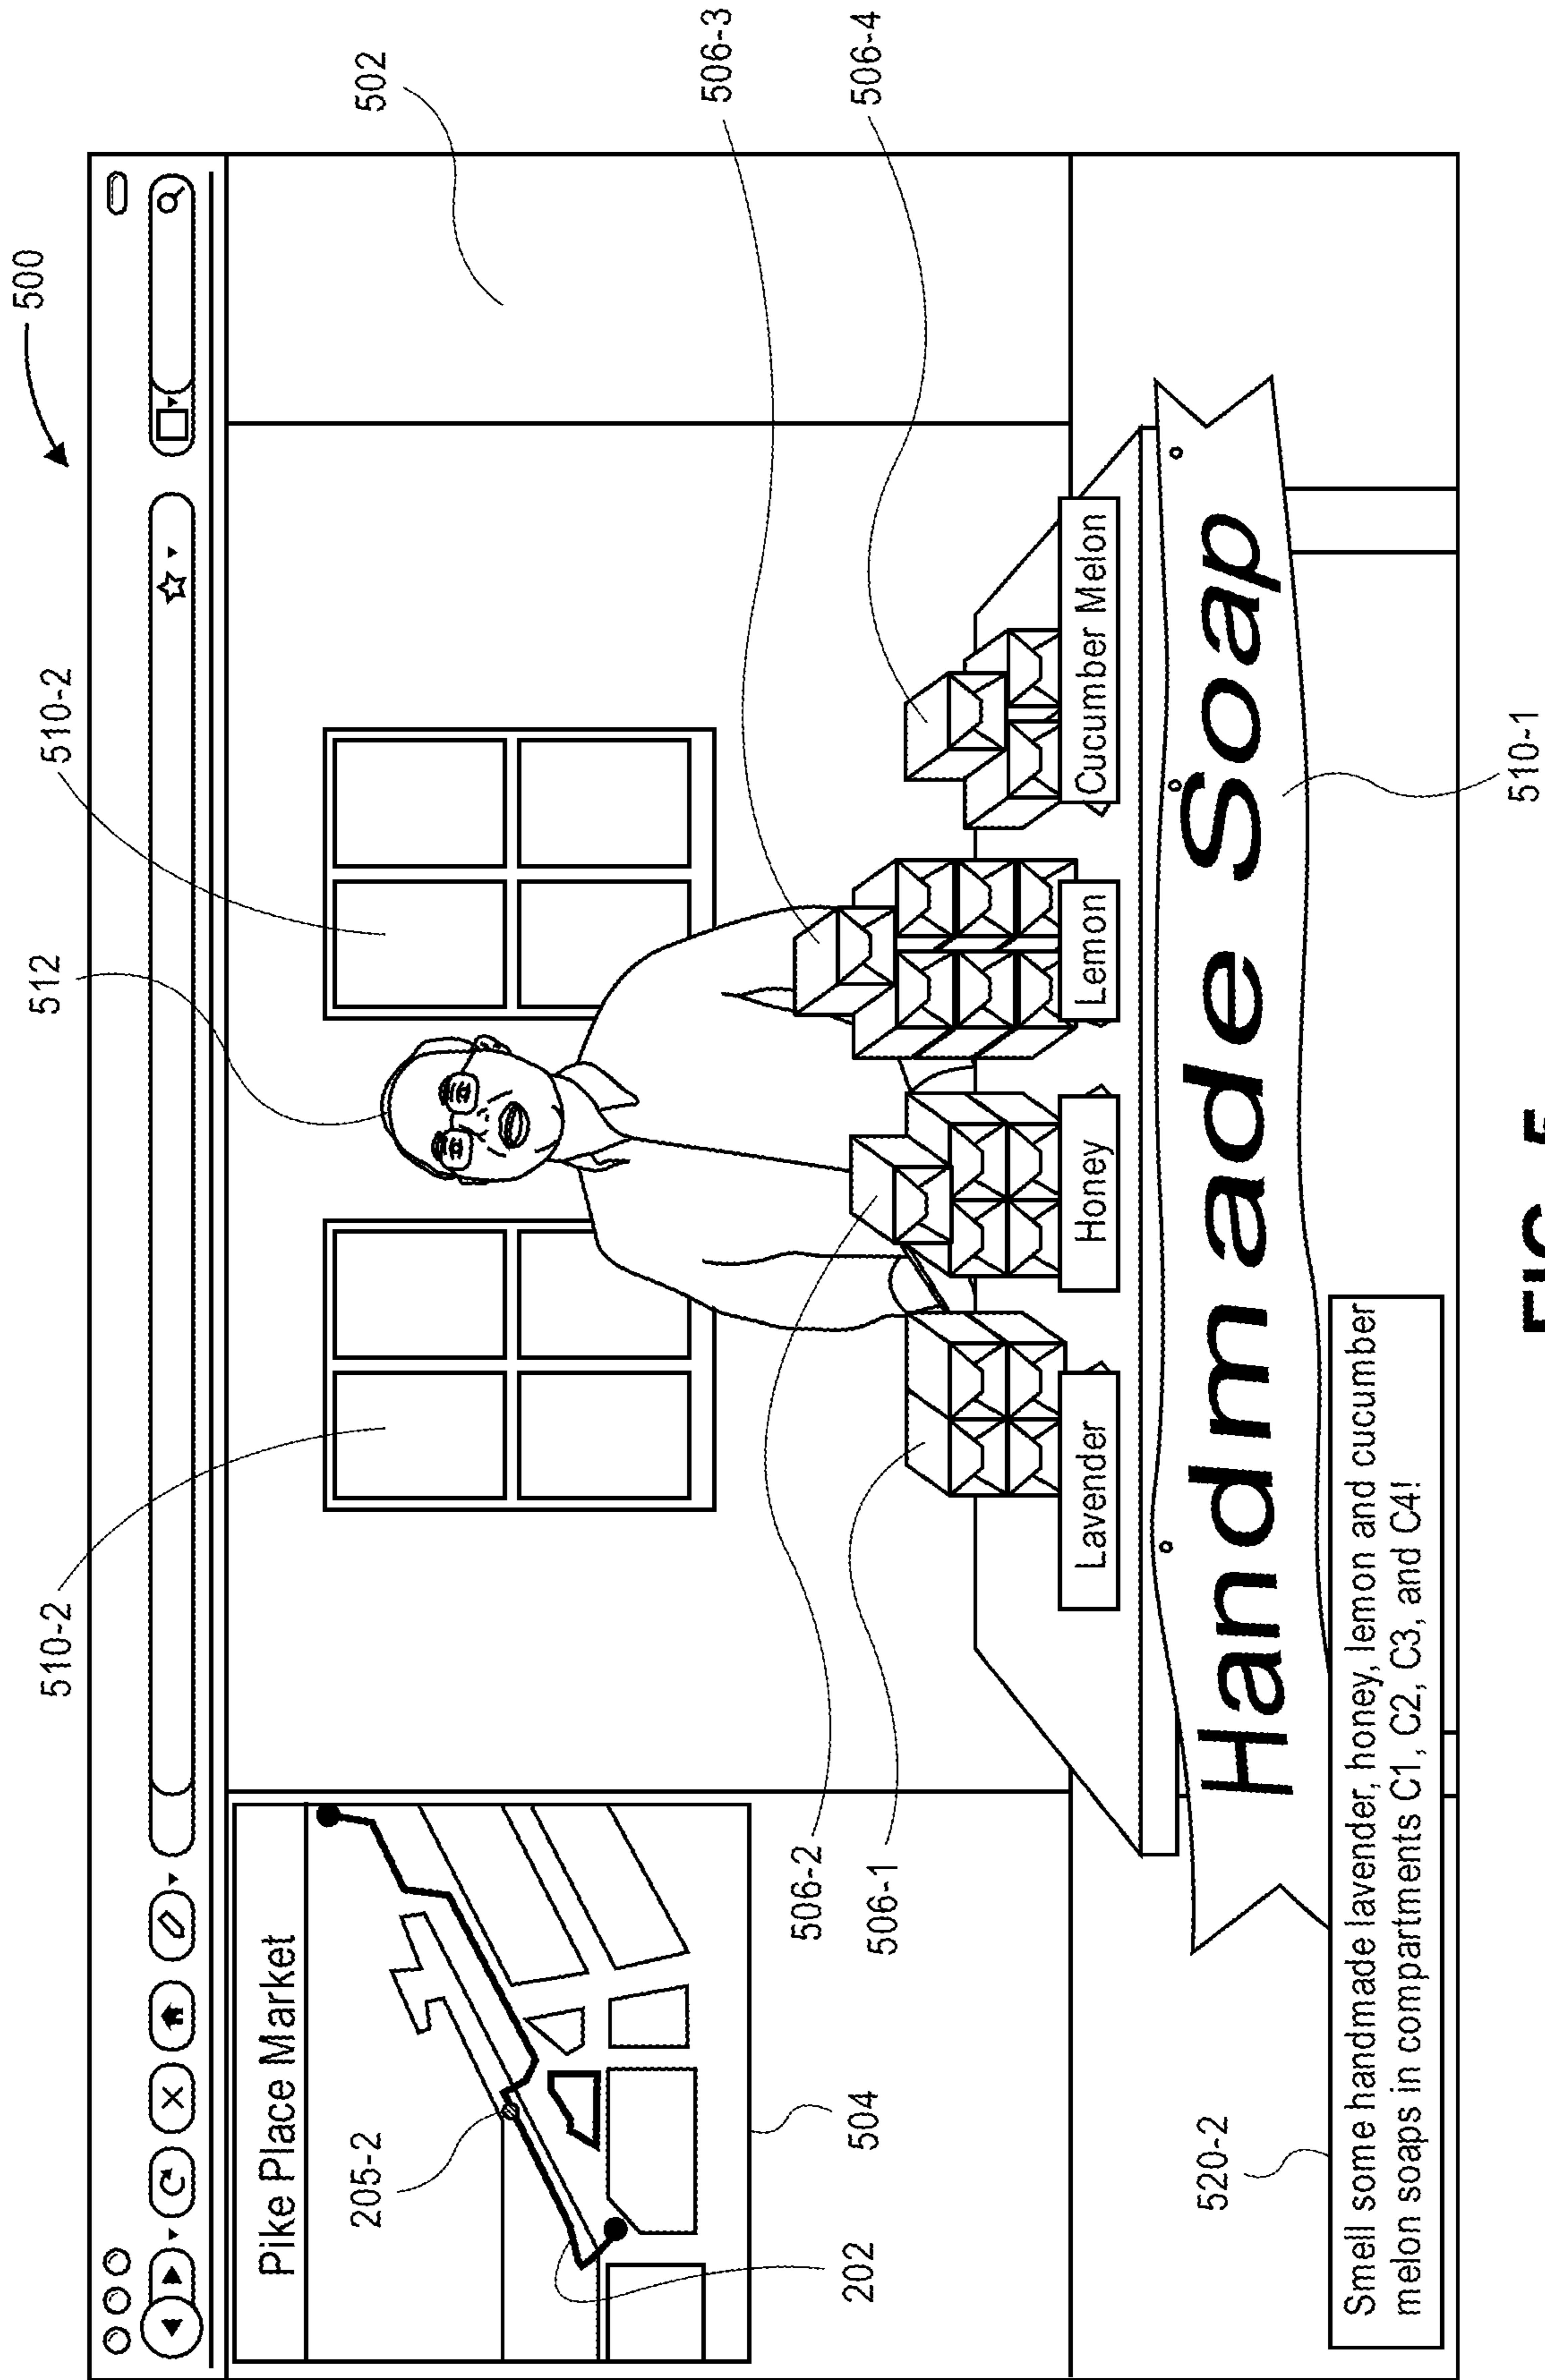 500
502
510-2
512
510-2
506-3
506-4
Pike Place Market
205-2
504
202
506-2
506-1
Lavender
Honey
Lemon
Cucumber Melon
Handmade Soap
510-1
520-2
Smell some handmade lavender, honey, lemon and cucumber
melon soaps in compartments C1, C2, C3, and C4!